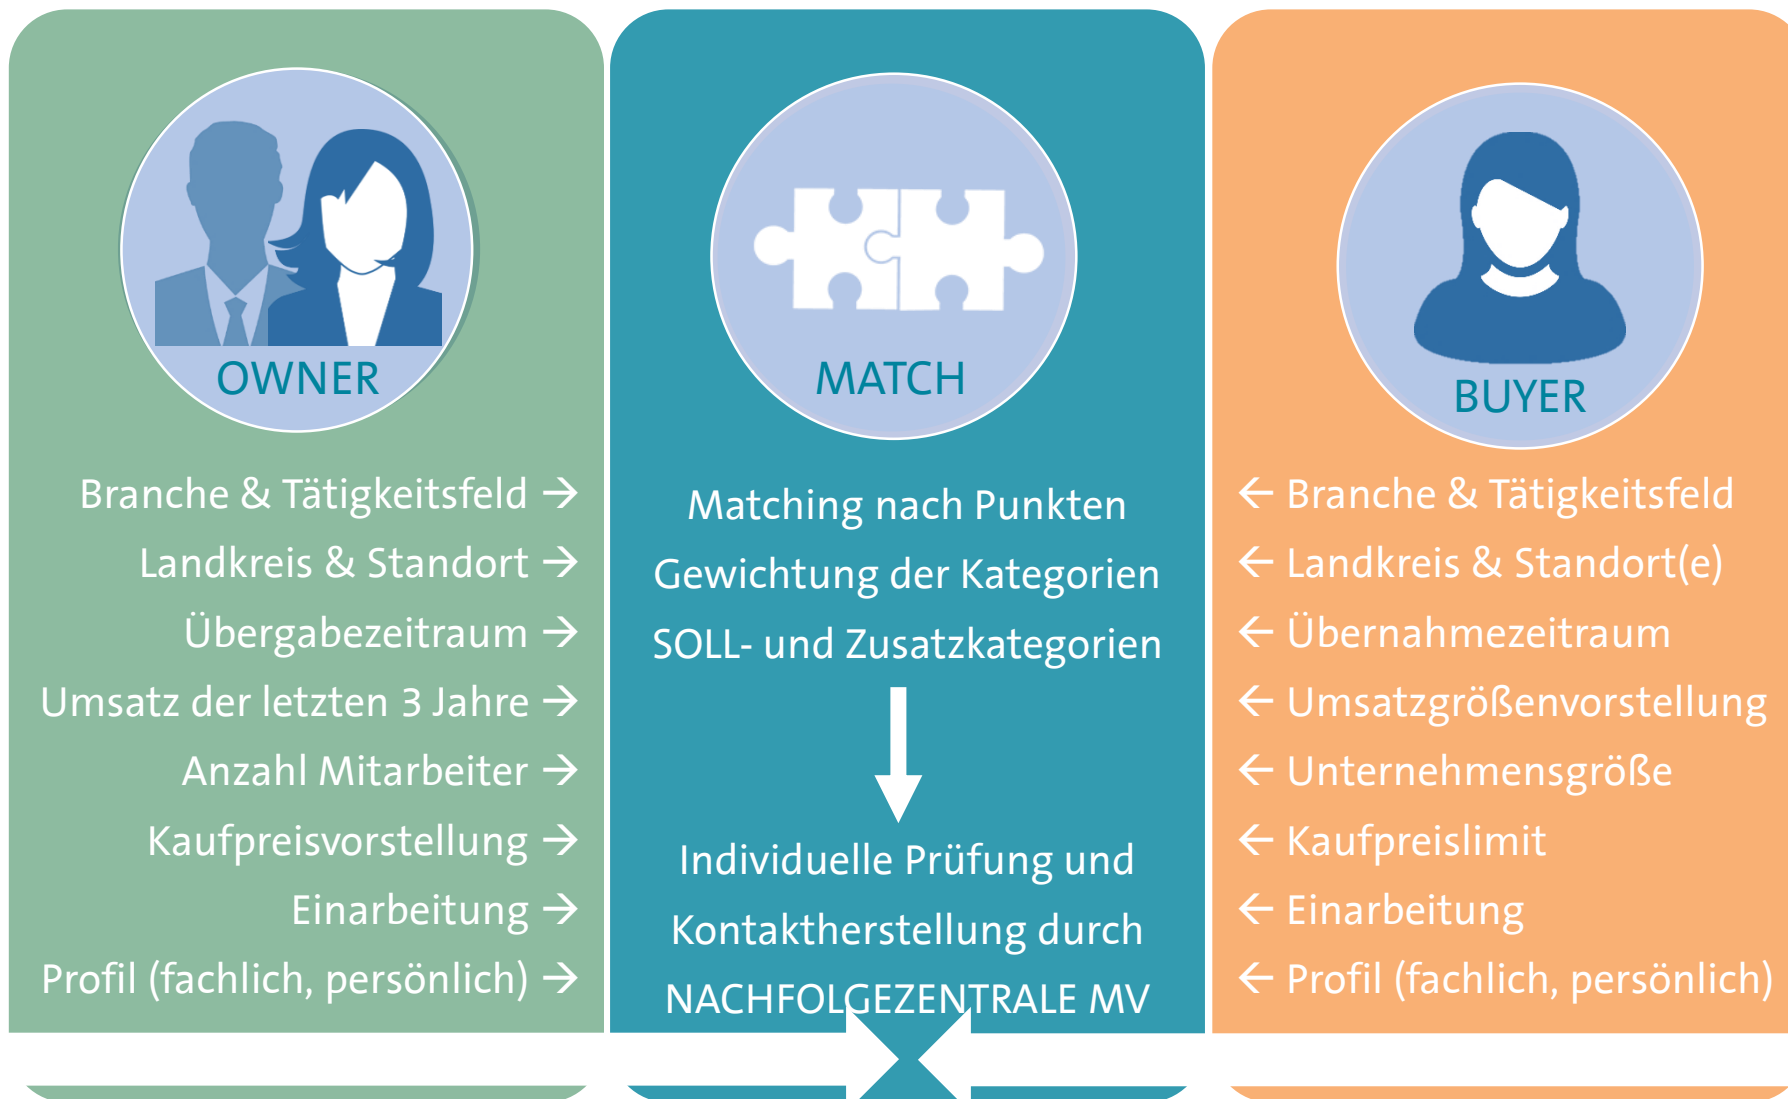 OWNER
Branche & Tätigkeitsfeld →
Landkreis & Standort →
Übergabezeitraum →
Umsatz der letzten 3 Jahre →
Anzahl Mitarbeiter →
Kaufpreisvorstellung →
Einarbeitung →
Profil (fachlich, persönlich) →
MATCH
Matching nach Punkten
Gewichtung der Kategorien
SOLL- und Zusatzkategorien
Individuelle Prüfung und
Kontaktherstellung durch
NACHFOLGEZENTRALE MV
BUYER
← Branche & Tätigkeitsfeld
← Landkreis & Standort(e)
← Übernahmezeitraum
← Umsatzgrößenvorstellung
← Unternehmensgröße
← Kaufpreislimit
← Einarbeitung
← Profil (fachlich, persönlich)